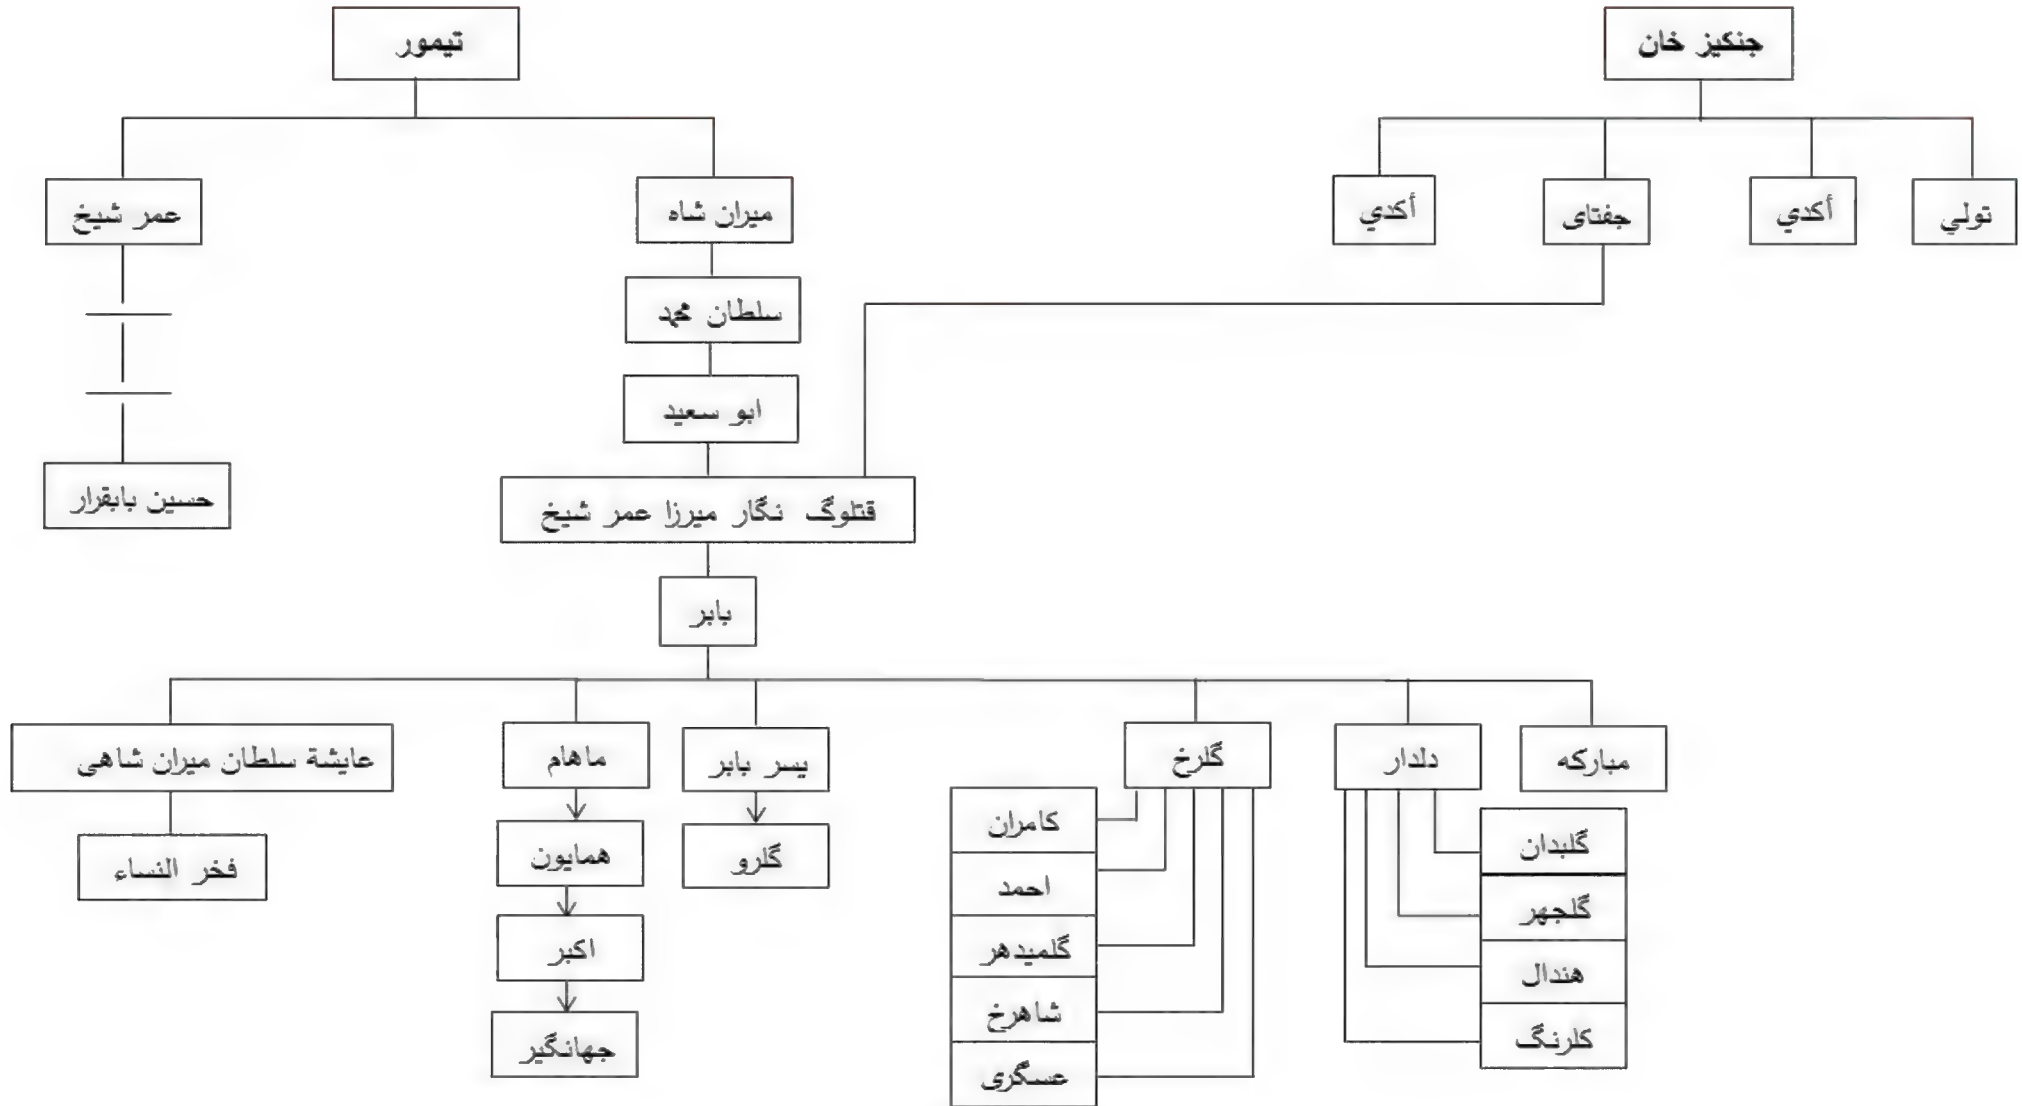 جنكيز خان
تيمور
تولي
أكدي
جفتاى
أكدي
ميران شاه
عمر شيخ
سلطان محمد
ابو سعيد
حسين بابقرار
قتلوگ نگار ميرزا عمر شيخ
بابر
مباركه
دلدار
گلرخ
يسر بابر
ماهام
عايشة سلطان ميران شاهى
گلبدان
گلجهر
هندال
كلرنگ
كامران
احمد
گلميدهر
شاهرخ
عسگرى
گلرو
همايون
اكبر
جهانگير
فخر النساء